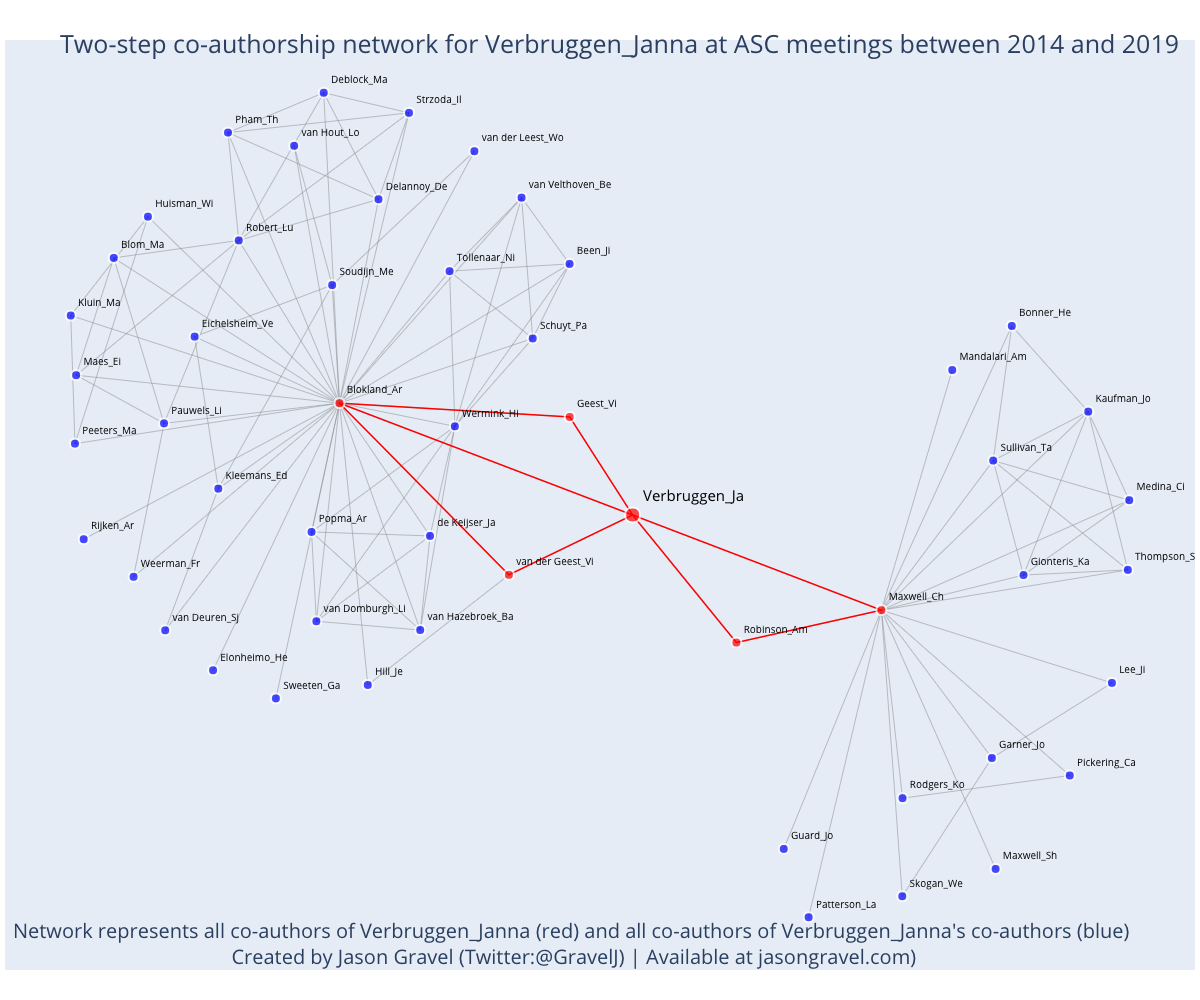 Two-step co-authorship network for Verbruggen_Janna at ASC meetings between 2014 and 2019
Deblock_Ma
Strzoda_Il
Pham_Th
van Hout_Lo
van der Leest_Wo
Delannoy_De
van Velthoven_Be
Huisman_Wi
Robert_Lu
Blom_Ma
Tollenaar_Ni
Been_Ji
Soudijn_Me
Kluin_Ma
Bonner_He
Eichelsheim_Ve
Schuyt_Pa
Mandalari_Am
Maes_Ei
Blokland_Ar
Kaufman_Jo
Geest_Vi
Pauwels_Li
Wermink_Hi
Peeters_Ma
Sullivan_Ta
Kleemans_Ed
Medina_Cl
Verbruggen_Ja
Popma_Ar
de Keijser_Ja
Rijken_Ar
Thompson_S
Weerman_Fr
van der Geest_Vi
Gionteris_Ka
Maxwell_Ch
van Domburgh_Li
van Deuren_SJ
van Hazebroek_Ba
Robinson_Am
Elonheimo_He
Hill_Je
Lee_Ji
Sweeten_Ga
Garner_Jo
Pickering_Ca
Rodgers_Ko
Guard_Jo
Maxwell_Sh
Skogan_We
Patterson_La
Network represents all co-authors of Verbruggen_Janna (red) and all co-authors of Verbruggen_Janna's co-authors (blue)
Created by Jason Gravel (Twitter:@GravelJ) | Available at jasongravel.com)